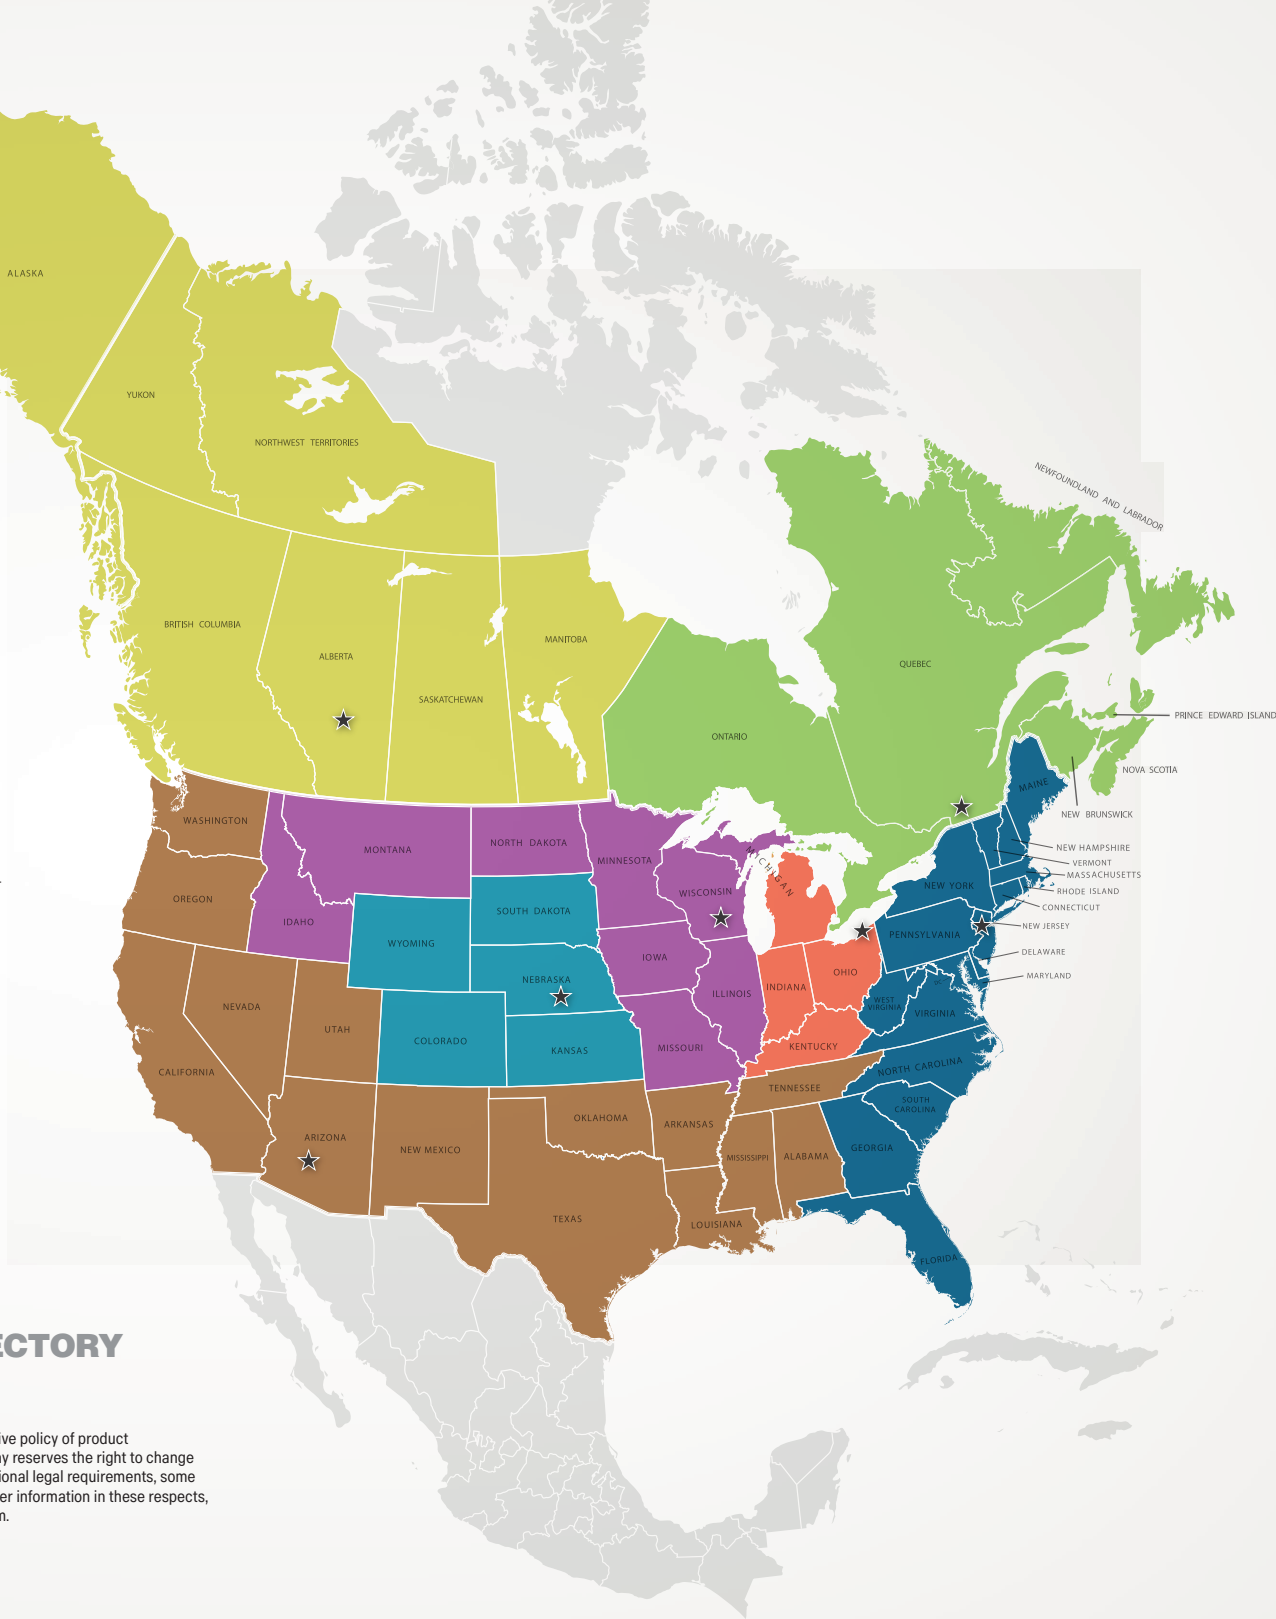 ALASKA
YUKON
NORTHWEST TERRITORIES
NEWFOUNDLAND AND LABRADOR
BRITISH COLUMBIA
ALBERTA
SASKATCHEWAN
MANITOBA
ONTARIO
QUEBEC
PRINCE EDWARD ISLAND
NOVA SCOTIA
NEW BRUNSWICK
MAINE
WASHINGTON
MONTANA
NORTH DAKOTA
MINNESOTA
MICHIGAN
NEW HAMPSHIRE
VERMONT
MASSACHUSETTS
RHODE ISLAND
CONNECTICUT
OREGON
IDAHO
SOUTH DAKOTA
WISCONSIN
NEW YORK
NEW JERSEY
WYOMING
PENNSYLVANIA
DELAWARE
MARYLAND
IOWA
NEBRASKA
ILLINOIS
INDIANA
OHIO
WEST
VIRGINIA
VIRGINIA
NEVADA
UTAH
COLORADO
KANSAS
MISSOURI
KENTUCKY
CALIFORNIA
NORTH CAROLINA
TENNESSEE
SOUTH
CAROLINA
ARIZONA
NEW MEXICO
OKLAHOMA
ARKANSAS
MISSISSIPPI
ALABAMA
GEORGIA
TEXAS
LOUISIANA
FLORIDA
ECTORY
ive policy of product
y reserves the right to change
ional legal requirements, some
er information in these respects,
m.